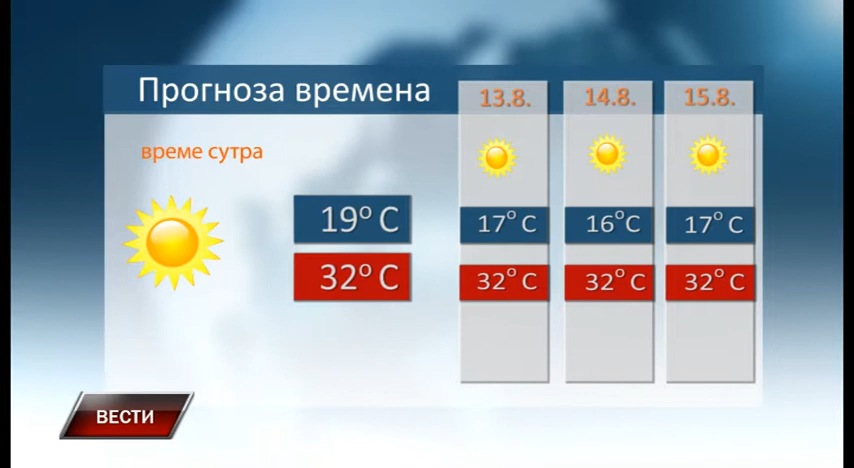 Прогноза времена
време сутра
19° C
32° C
13.8.
17° C
32° C
14.8.
16°C
32° C
15.8.
17° C
32° C
ВЕСТИ